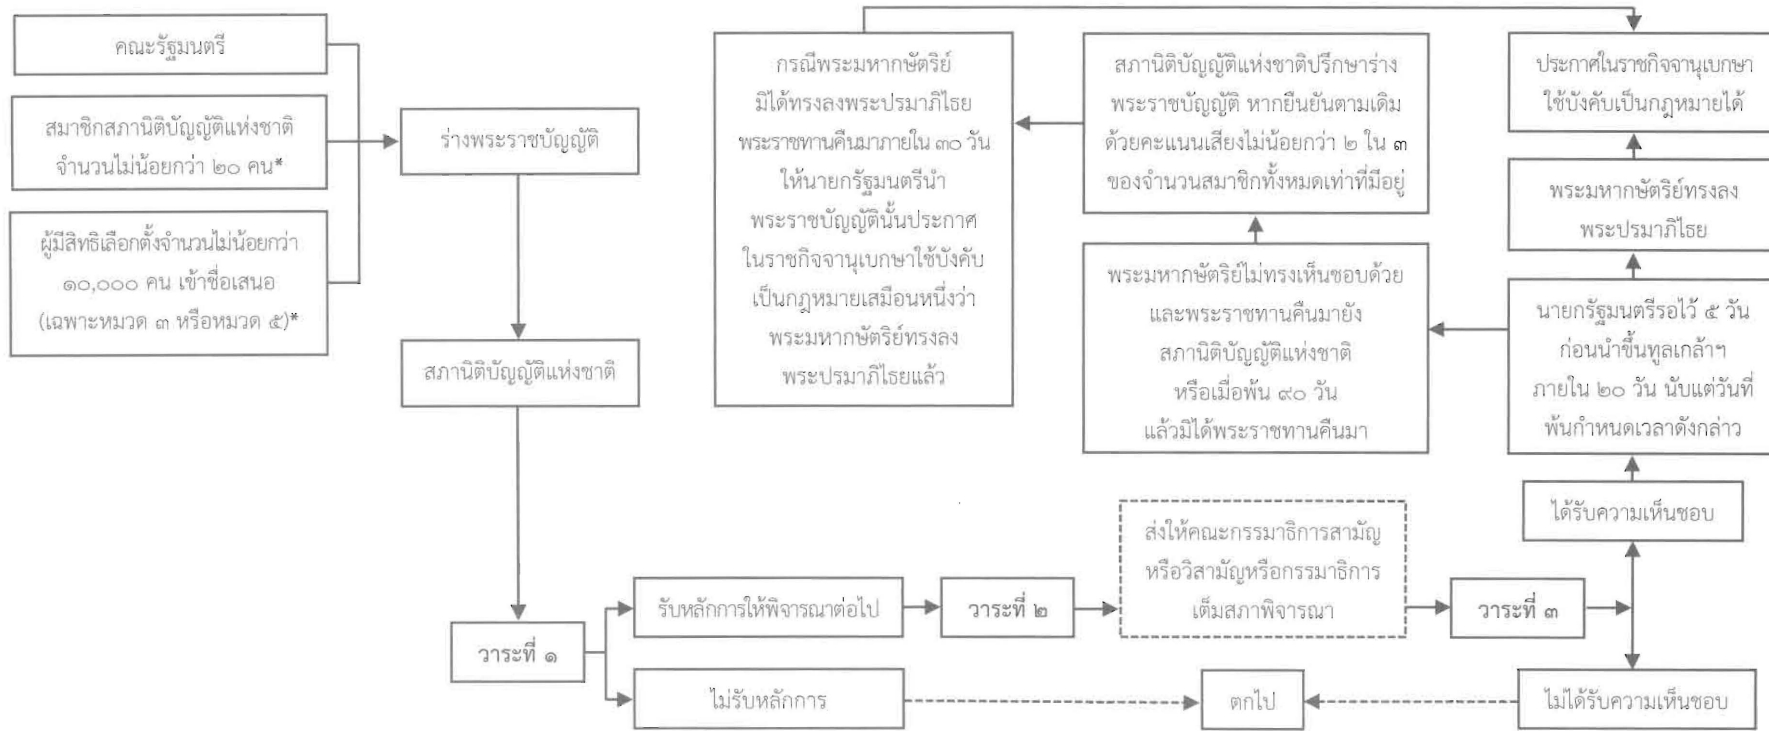 คณะรัฐมนตรี
สมาชิกสภานิติบัญญัติแห่งชาติ
จำนวนไม่น้อยกว่า ๒๐ คน*
ผู้มีสิทธิเลือกตั้งจำนวนไม่น้อยกว่า
๑๐,๐๐๐ คน เข้าชื่อเสนอ
(เฉพาะหมวด ๓ หรือหมวด ๕)*
ร่างพระราชบัญญัติ
สภานิติบัญญัติแห่งชาติ
วาระที่ ๑
รับหลักการให้พิจารณาต่อไป
ไม่รับหลักการ
วาระที่ ๒
ส่งให้คณะกรรมาธิการสามัญ
หรือวิสามัญหรือกรรมาธิการ
เต็มสภาพิจารณา
วาระที่ ๓
ตกไป
ไม่ได้รับความเห็นชอบ
ได้รับความเห็นชอบ
นายกรัฐมนตรีรอไว้ ๕ วัน
ก่อนนำขึ้นทูลเกล้าฯ
ภายใน ๒๐ วัน นับแต่วันที่
พ้นกำหนดเวลาดังกล่าว
พระมหากษัตริย์ทรงลง
พระปรมาภิไธย
ประกาศในราชกิจจานุเบกษา
ใช้บังคับเป็นกฎหมายได้
พระมหากษัตริย์ไม่ทรงเห็นชอบด้วย
และพระราชทานคืนมายัง
สภานิติบัญญัติแห่งชาติ
หรือเมื่อพ้น ๙๐ วัน
แล้วมิได้พระราชทานคืนมา
สภานิติบัญญัติแห่งชาติปรึกษาร่าง
พระราชบัญญัติ หากยืนยันตามเดิม
ด้วยคะแนนเสียงไม่น้อยกว่า ๒ ใน ๓
ของจำนวนสมาชิกทั้งหมดเท่าที่มีอยู่
กรณีพระมหากษัตริย์
มิได้ทรงลงพระปรมาภิไธย
พระราชทานคืนมาภายใน ๓๐ วัน
ให้นายกรัฐมนตรีนำ
พระราชบัญญัตินั้นประกาศ
ในราชกิจจานุเบกษาใช้บังคับ
เป็นกฎหมายเสมือนหนึ่งว่า
พระมหากษัตริย์ทรงลง
พระปรมาภิไธยแล้ว